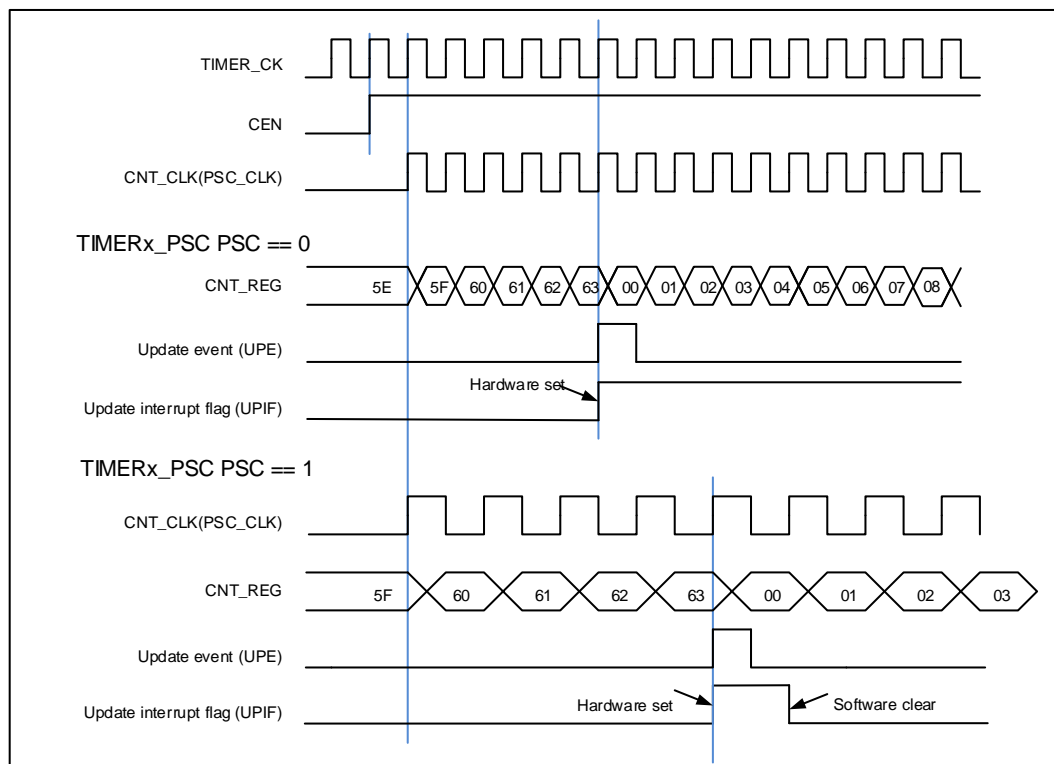 TIMER_CK
CEN
CNT_CLK(PSC_CLK)
TIMERx_PSC PSC == 0
CNT_REG 5E 5F 60 61 62 63 00 01 02 03 04 05 06 07 08
Update event (UPE)
Hardware set
Update interrupt flag (UPIF)
TIMERx_PSC PSC == 1
CNT_CLK(PSC_CLK)
CNT_REG 5F 60 61 62 63 00 01 02 03
Update event (UPE)
Update interrupt flag (UPIF) Hardware set Software clear